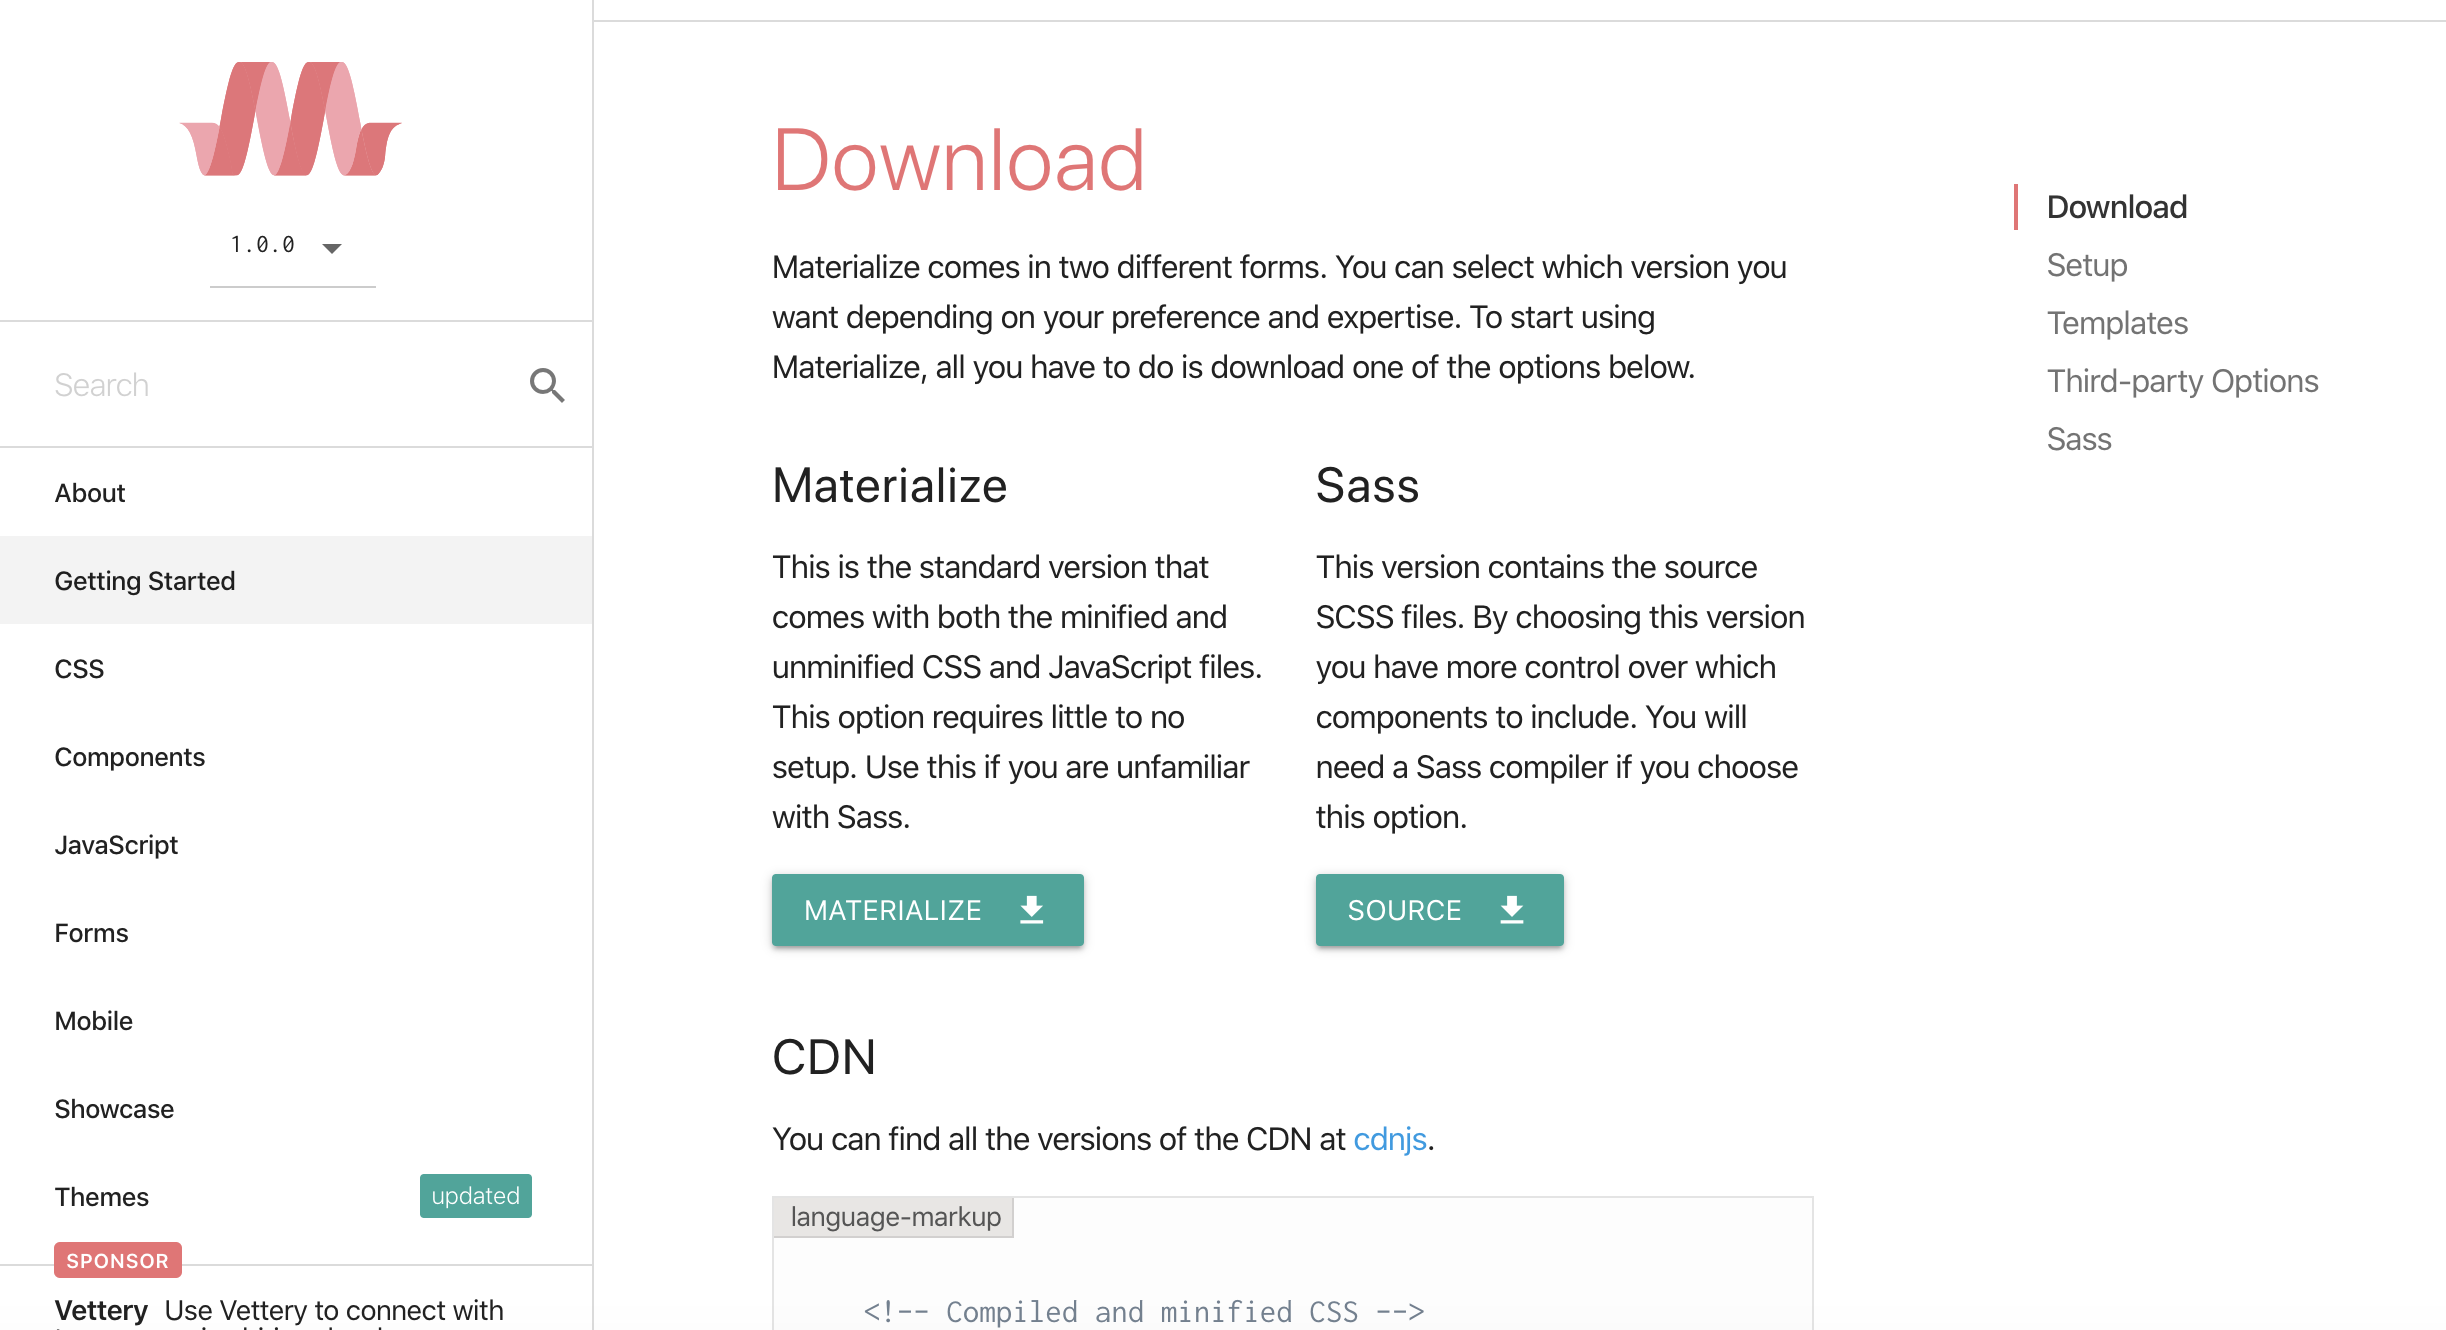 1.0.0
Search
About
Getting Started
CSS
Components
JavaScript
Forms
Mobile
Showcase
Themes
updated
SPONSOR
Vettery Use Vettery to connect with
Download
Materialize comes in two different forms. You can select which version you
want depending on your preference and expertise. To start using
Materialize, all you have to do is download one of the options below.
Materialize
This is the standard version that
comes with both the minified and
unminified CSS and JavaScript files.
This option requires little to no
setup. Use this if you are unfamiliar
with Sass.
MATERIALIZE
Sass
This version contains the source
SCSS files. By choosing this version
you have more control over which
components to include. You will
need a Sass compiler if you choose
this option.
SOURCE
CDN
You can find all the versions of the CDN at cdnjs.
language-markup
<!-- Compiled and minified CSS -->
Download
Setup
Templates
Third-party Options
Sass